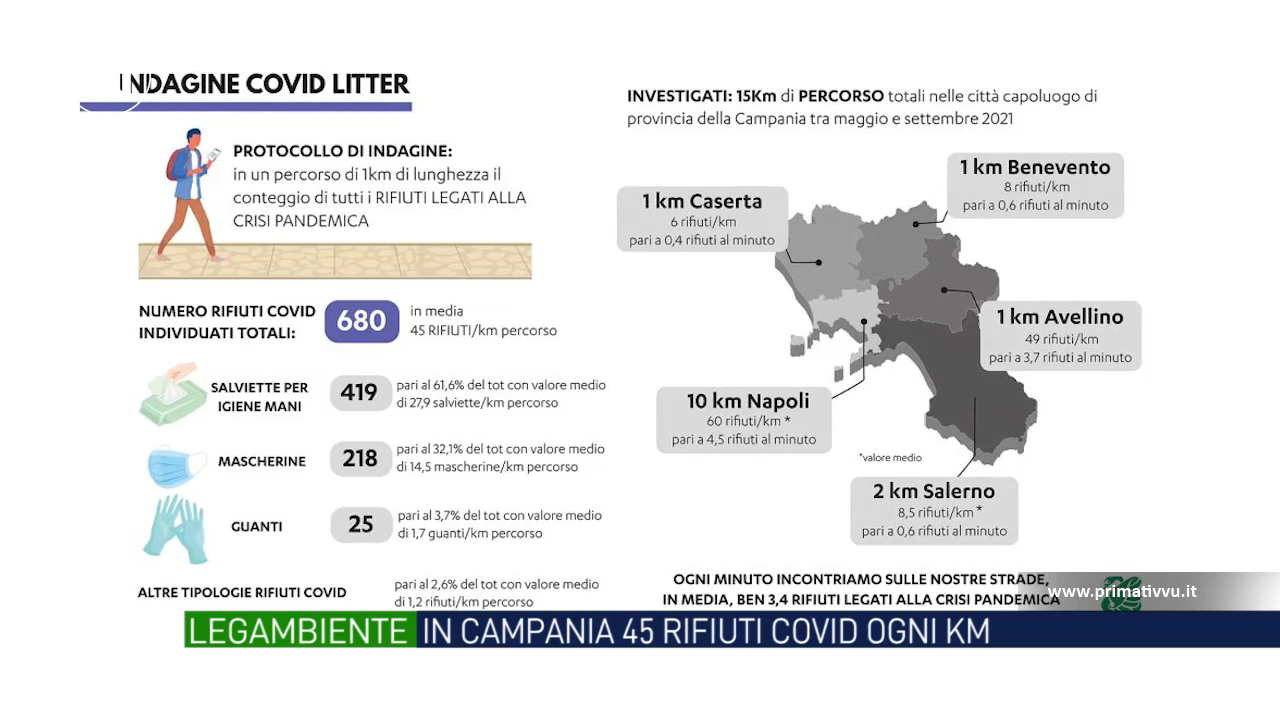 INDAGINE COVID LITTER
PROTOCOLLO DI INDAGINE:
in un percorso di 1km di lunghezza il
conteggio di tutti i RIFIUTI LEGATI ALLA
CRISI PANDEMICA
NUMERO RIFIUTI COVID
INDIVIDUATI TOTALI:
680
in media
45 RIFIUTI/km percorso
SALVIETTE PER
IGIENE MANI
419
pari al 61,6% del tot con valore medio
di 27,9 salviette/km percorso
MASCHERINE
218
pari al 32,1% del tot con valore medio
di 14,5 mascherine/km percorso
GUANTI
25
pari al 3,7% del tot con valore medio
di 1,7 guanti/km percorso
ALTRE TIPOLOGIE RIFIUTI COVID
pari al 2,6% del tot con valore medio
di 1,2 rifiuti/km percorso
INVESTIGATI: 15Km di PERCORSO totali nelle città capoluogo di
provincia della Campania tra maggio e settembre 2021
1 km Benevento
8 rifiuti/km
pari a 0,6 rifiuti al minuto
1 km Caserta
6 rifiuti/km
pari a 0,4 rifiuti al minuto
1 km Avellino
49 rifiuti/km
pari a 3,7 rifiuti al minuto
10 km Napoli
60 rifiuti/km *
pari a 4,5 rifiuti al minuto
*valore medio
2 km Salerno
8,5 rifiuti/km *
pari a 0,6 rifiuti al minuto
OGNI MINUTO INCONTRIAMO SULLE NOSTRE STRADE,
IN MEDIA, BEN 3,4 RIFIUTI LEGATI ALLA CRISI PANDEMICA
www.primativvu.it
LEGAMBIENTE IN CAMPANIA 45 RIFIUTI COVID OGNI KM